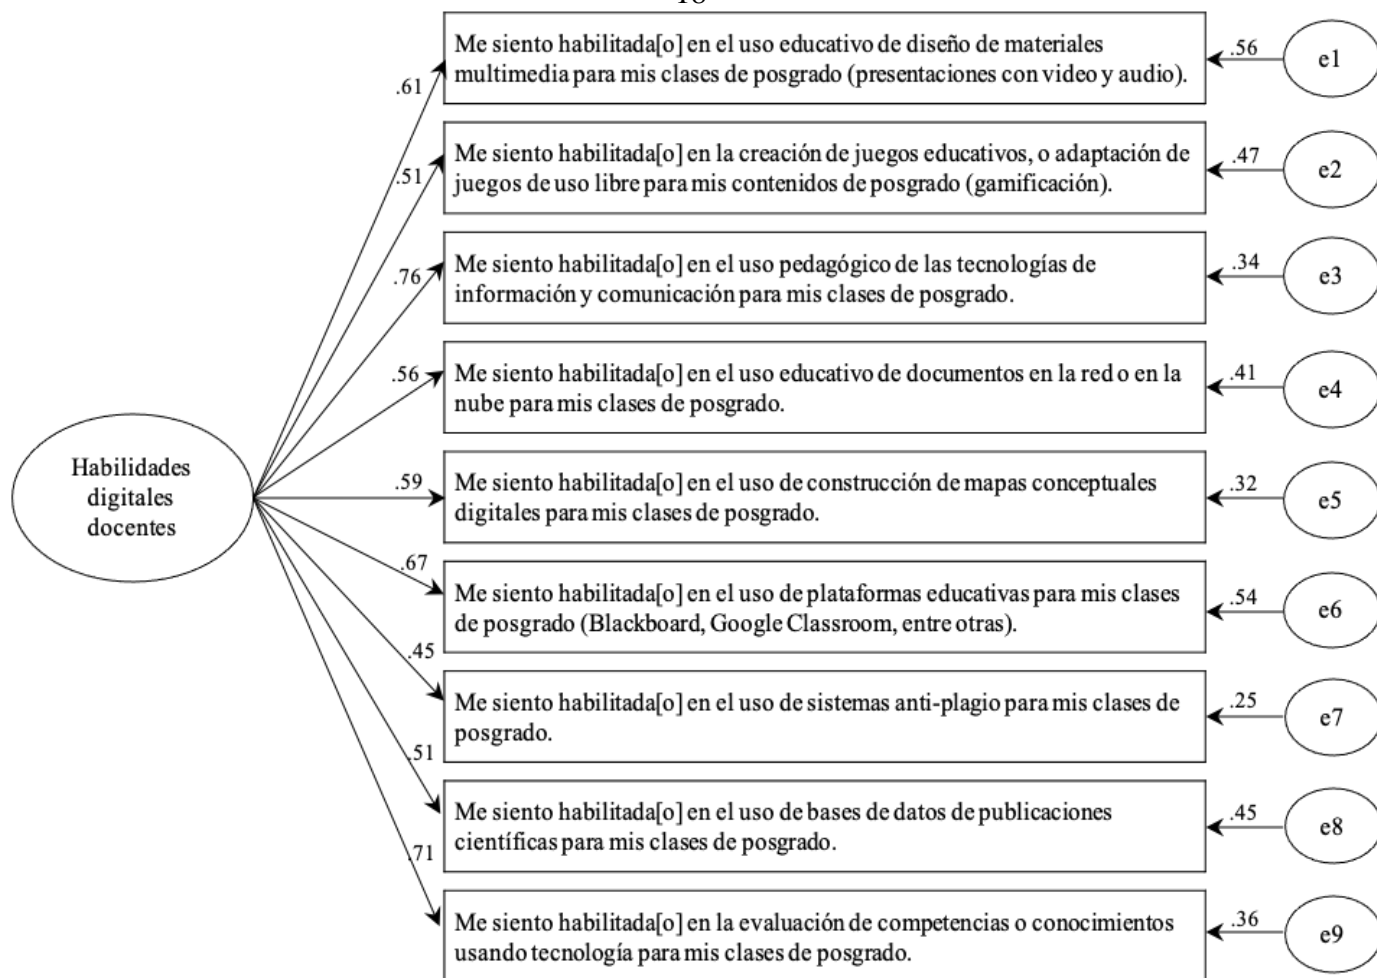 Me siento habilitada[o] en el uso educativo de diseño de materiales
multimedia para mis clases de posgrado (presentaciones con video y audio).
.61
.56
e1
Me siento habilitada[o] en la creación de juegos educativos, o adaptación de
juegos de uso libre para mis contenidos de posgrado (gamificación).
.51
.47
e2
Me siento habilitada[o] en el uso pedagógico de las tecnologías de
información y comunicación para mis clases de posgrado.
.76
.34
e3
Me siento habilitada[o] en el uso educativo de documentos en la red o en la
nube para mis clases de posgrado.
.56
.41
e4
Habilidades
digitales
docentes
Me siento habilitada[o] en el uso de construcción de mapas conceptuales
digitales para mis clases de posgrado.
.59
.32
e5
Me siento habilitada[o] en el uso de plataformas educativas para mis clases
de posgrado (Blackboard, Google Classroom, entre otras).
.67
.54
e6
Me siento habilitada[o] en el uso de sistemas anti-plagio para mis clases de
posgrado.
.45
.25
e7
Me siento habilitada[o] en el uso de bases de datos de publicaciones
científicas para mis clases de posgrado.
.51
.45
e8
Me siento habilitada[o] en la evaluación de competencias o conocimientos
usando tecnología para mis clases de posgrado.
.71
.36
e9